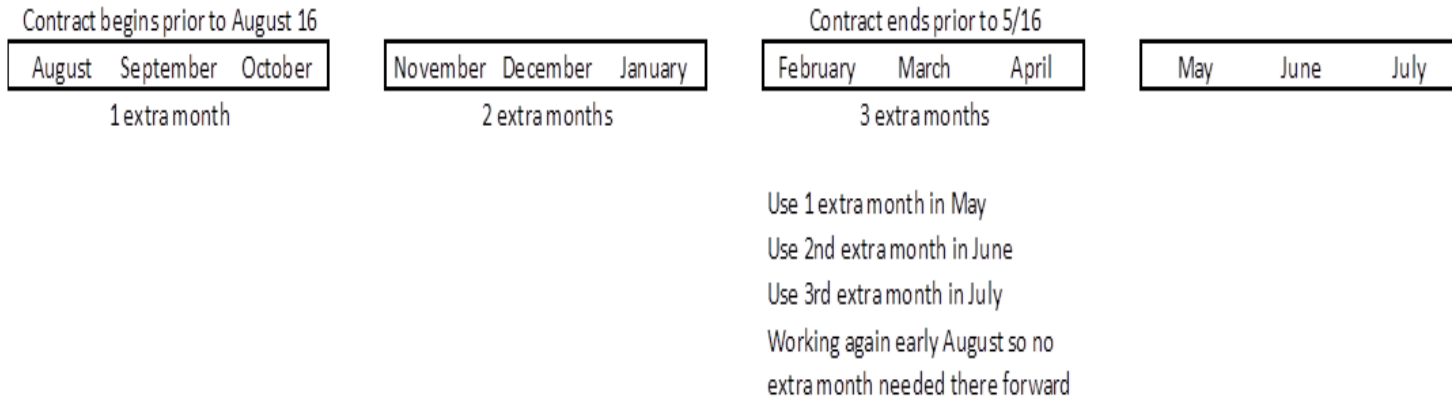 Contract begins prior to August 16
Contract ends prior to 5/16
August September October
November December January
February March April
May June July
1 extra month
2 extra months
3 extra months
Use 1 extra month in May
Use 2nd extra month in June
Use 3rd extra month in July
Working again early August so no
extra month needed there forward